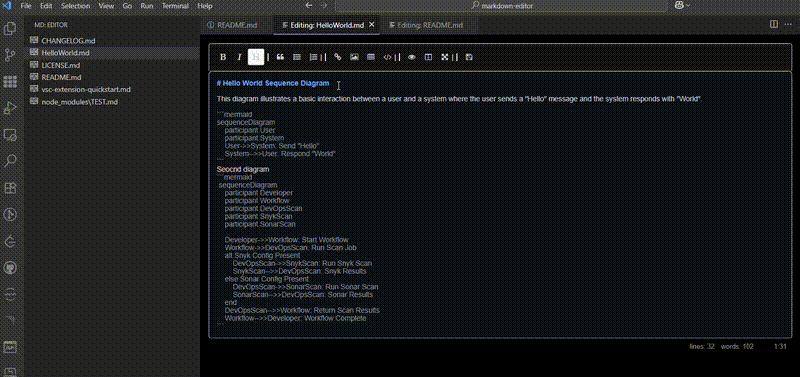 File Edit Selection View Go Run Terminal Help
markdown-editor
MD: EDITOR
CHANGELOG.md
HelloWorld.md
LICENSE.md
README.md
vsc-extension-quickstart.md
node_modules\TEST.md
README.md
Editing: HelloWorld.md
Editing: README.md
B I H
# Hello World Sequence Diagram
This diagram illustrates a basic interaction between a user and a system where the user sends a "Hello" message and the system responds with "World"
```mermaid
sequenceDiagram
participant User
participant System
User->>System: Send "Hello"
System-->>User: Respond "World"
```
Seocnd diagram
```mermaid
sequenceDiagram
participant Developer
participant Workflow
participant DevOpsScan
participant SnykScan
participant SonarScan
Developer->>Workflow: Start Workflow
Workflow->>DevOpsScan: Run Scan Job
alt Snyk Config Present
DevOpsScan->>SnykScan: Run Snyk Scan
SnykScan-->>DevOpsScan: Snyk Results
else Sonar Config Present
DevOpsScan->>SonarScan: Run Sonar Scan
SonarScan-->>DevOpsScan: Sonar Results
end
DevOpsScan-->>Workflow: Return Scan Results
Workflow-->>Developer: Workflow Complete
```
lines: 32 words: 102 1:31